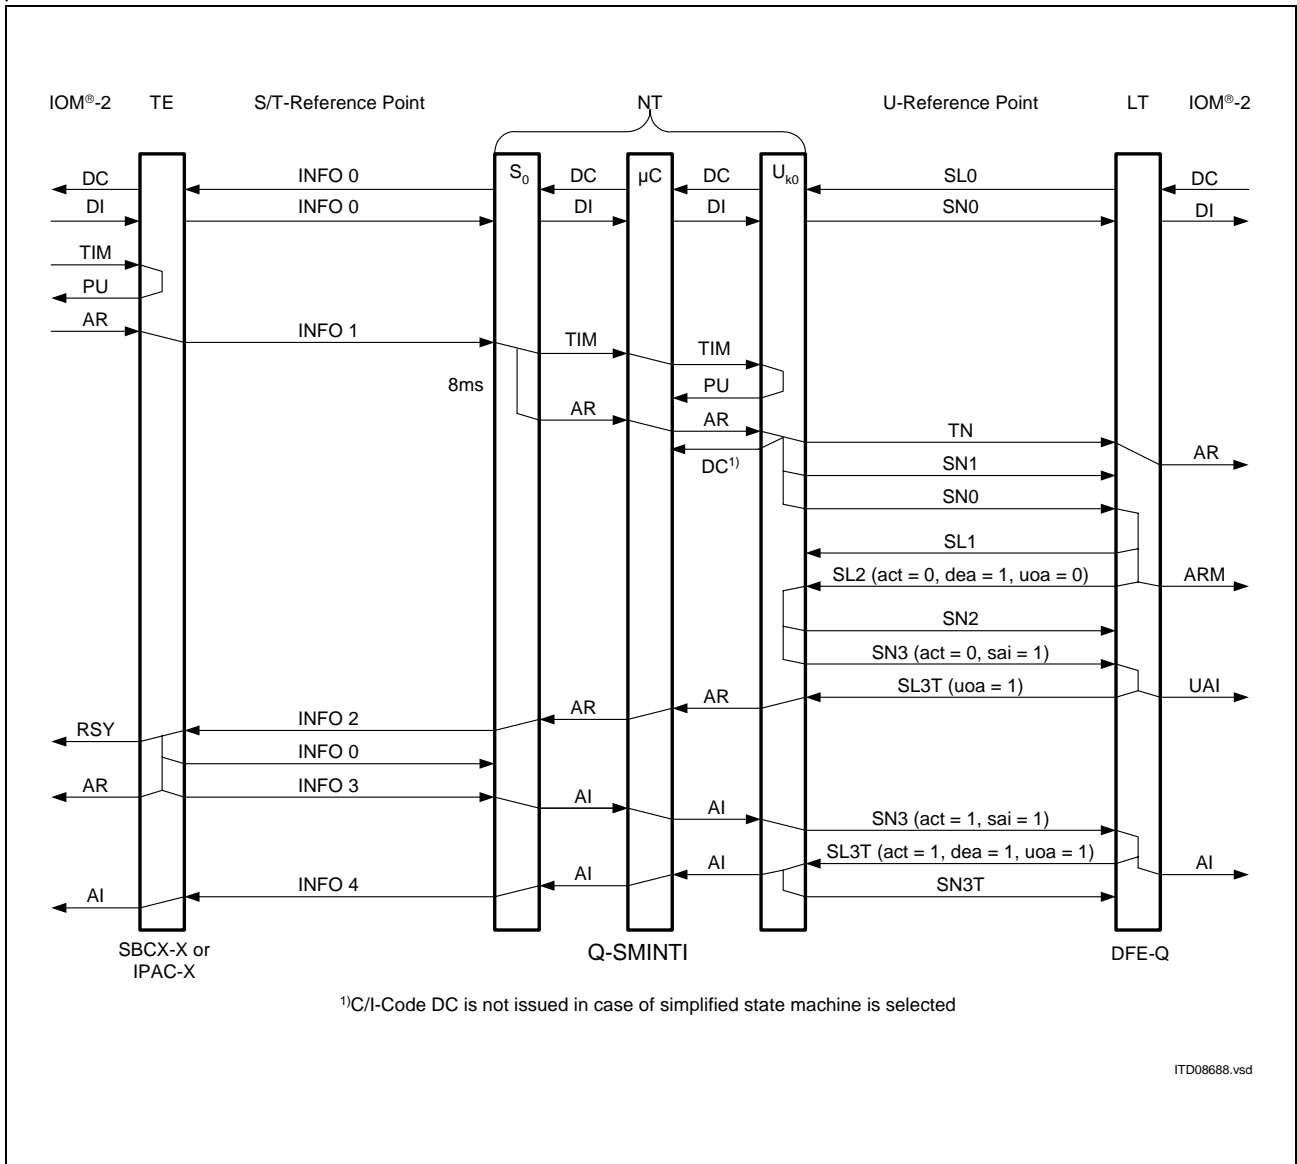 IOM®-2 TE S/T-Reference Point NT U-Reference Point LT IOM®-2
S0 µC Uk0
DC INFO 0 DC DC SL0 DC
DI INFO 0 DI DI SN0 DI
TIM
PU
AR INFO 1 TIM TIM
8ms PU
AR AR TN
DC1) AR
SN1
SN0
SL1
SL2 (act = 0, dea = 1, uoa = 0) ARM
SN2
SN3 (act = 0, sai = 1)
AR AR SL3T (uoa = 1) UAI
RSY INFO 2
INFO 0
AR INFO 3 AI AI
SN3 (act = 1, sai = 1)
SL3T (act = 1, dea = 1, uoa = 1)
AI INFO 4 AI AI SN3T AI
SBCX-X or
IPAC-X
Q-SMINTI
DFE-Q
1)C/I-Code DC is not issued in case of simplified state machine is selected
ITD08688.vsd